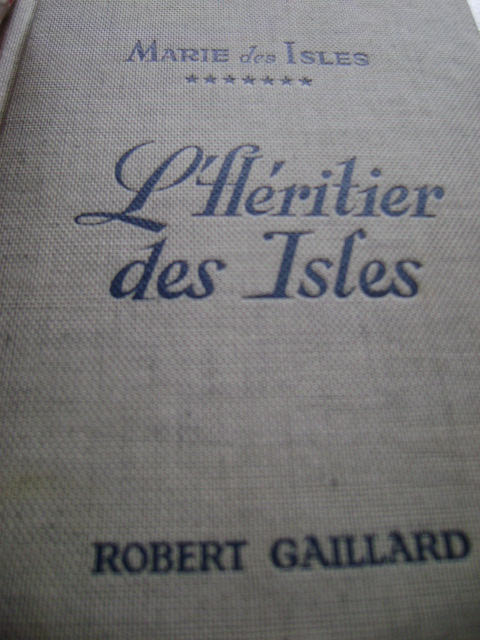 MARIE des ISLES
*******
L'Héritier
des Isles
ROBERT GAILLARD